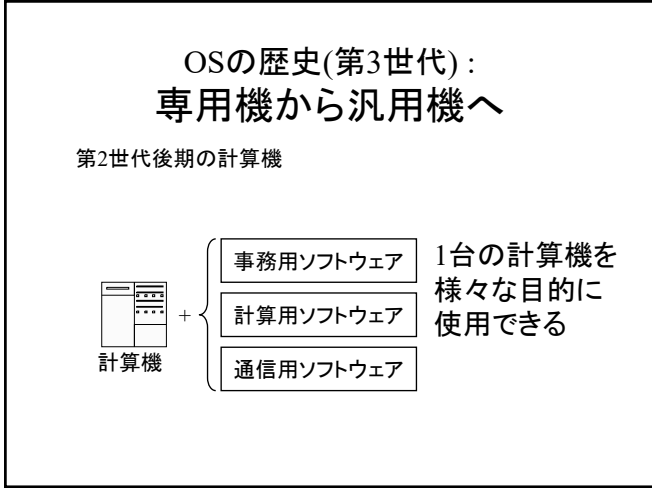 OSの歴史(第3世代) :
専用機から汎用機へ
第2世代後期の計算機
事務用ソフトウェア
計算用ソフトウェア
通信用ソフトウェア
+
計算機
1台の計算機を
様々な目的に
使用できる